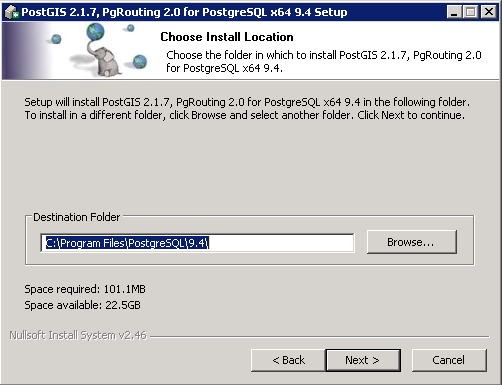 PostGIS 2.1.7, PgRouting 2.0 for PostgreSQL x64 9.4 Setup
Choose Install Location
Choose the folder in which to install PostGIS 2.1.7, PgRouting 2.0
for PostgreSQL x64 9.4.
Setup will install PostGIS 2.1.7, PgRouting 2.0 for PostgreSQL x64 9.4 in the following folder.
To install in a different folder, click Browse and select another folder. Click Next to continue.
Destination Folder
C:\Program Files\PostgreSQL\9.4\
Browse...
Space required: 101.1MB
Space available: 22.5GB
Nullsoft Install System v2.46
< Back
Next >
Cancel